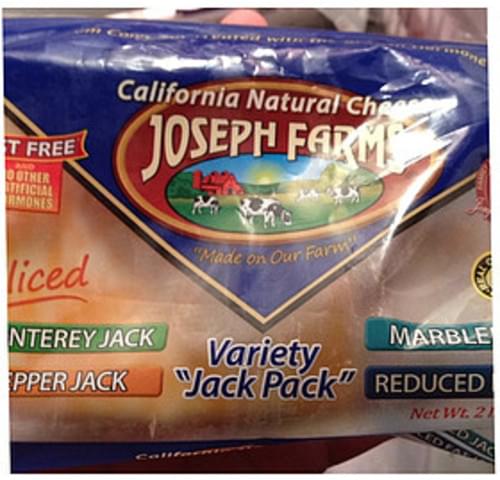 California Natural Cheese
JOSEPH FARMS
ST FREE
AND
NO OTHER
ARTIFICIAL
HORMONES
"Made on Our Farm"
liced
NTEREY JACK
EPPER JACK
Variety
"Jack Pack"
MARBLE
REDUCED
Net Wt. 2